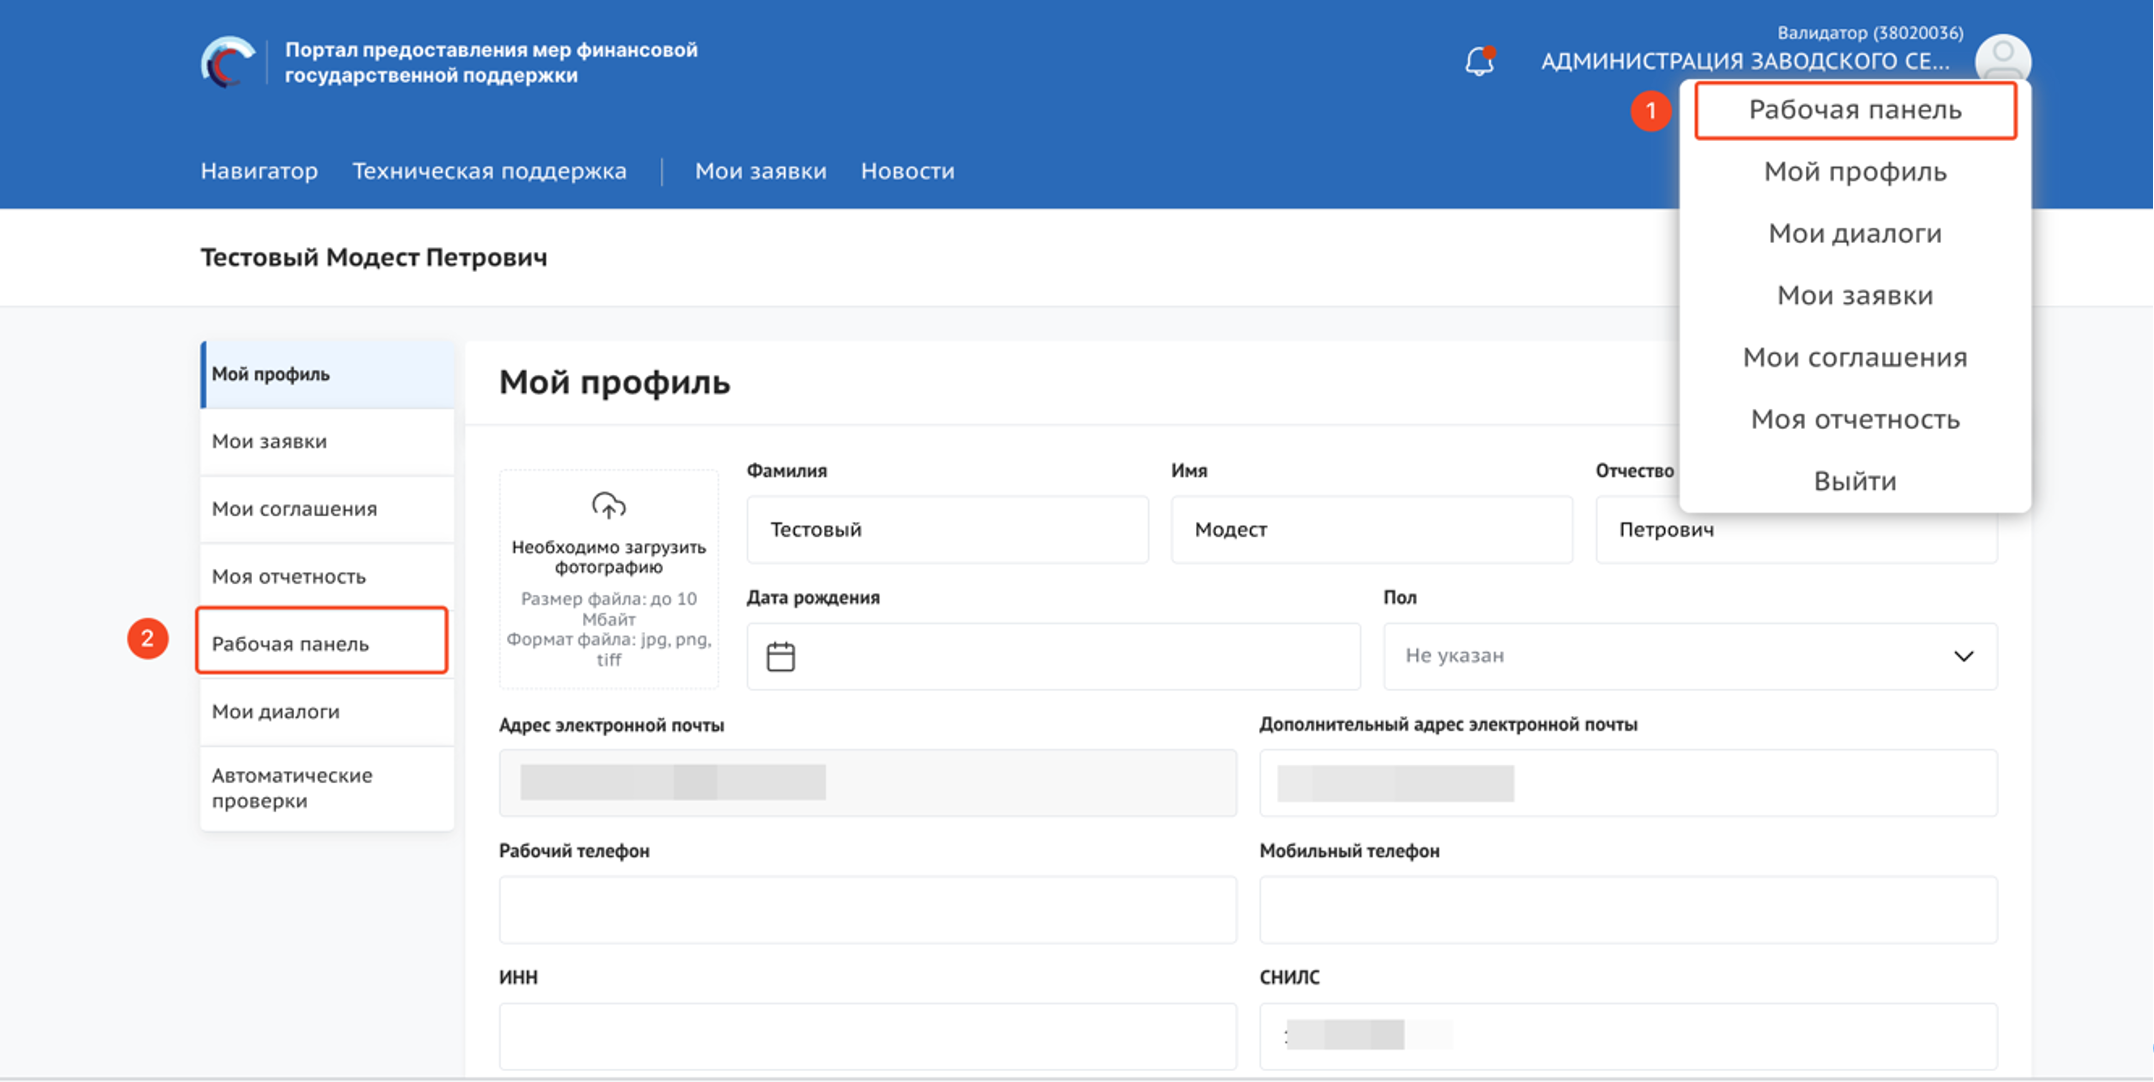 Портал предоставления мер финансовой
государственной поддержки
Валидатор (38020036)
АДМИНИСТРАЦИЯ ЗАВОДСКОГО СЕ...
Навигатор Техническая поддержка Мои заявки Новости
1
Рабочая панель
Мой профиль
Мои диалоги
Мои заявки
Мои соглашения
Моя отчетность
Выйти
Тестовый Модест Петрович
Мой профиль
Мои заявки
Мои соглашения
Моя отчетность
2
Рабочая панель
Мои диалоги
Автоматические
проверки
Мой профиль
Необходимо загрузить
фотографию
Размер файла: до 10
Мбайт
Формат файла: jpg, png,
tiff
Фамилия Имя Отчество
Тестовый Модест Петрович
Дата рождения Пол
Не указан
Адрес электронной почты Дополнительный адрес электронной почты
Рабочий телефон Мобильный телефон
ИНН СНИЛС